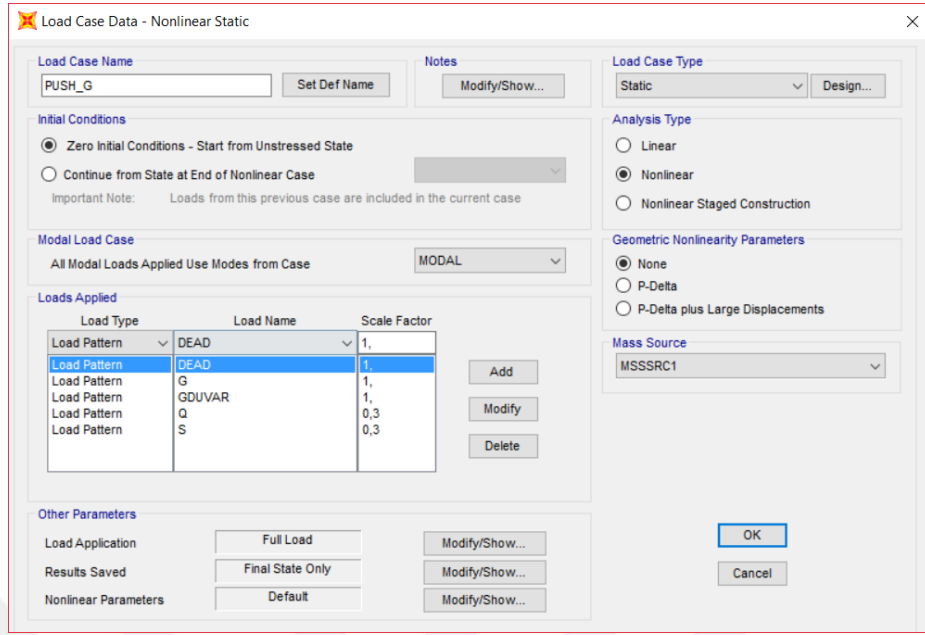 Load Case Data - Nonlinear Static
Load Case Name
PUSH_G
Set Def Name
Notes
Modify/Show...
Load Case Type
Static
Design...
Initial Conditions
Zero Initial Conditions - Start from Unstressed State
Continue from State at End of Nonlinear Case
Important Note: Loads from this previous case are included in the current case
Analysis Type
Linear
Nonlinear
Nonlinear Staged Construction
Modal Load Case
All Modal Loads Applied Use Modes from Case
MODAL
Geometric Nonlinearity Parameters
None
P-Delta
P-Delta plus Large Displacements
Loads Applied
Load Type Load Name Scale Factor
Load Pattern DEAD 1,
Load Pattern DEAD 1,
Load Pattern G 1,
Load Pattern GDUVAR 1,
Load Pattern Q 0,3
Load Pattern S 0,3
Add
Modify
Delete
Mass Source
MSSSRC1
Other Parameters
Load Application Full Load Modify/Show...
Results Saved Final State Only Modify/Show...
Nonlinear Parameters Default Modify/Show...
OK
Cancel